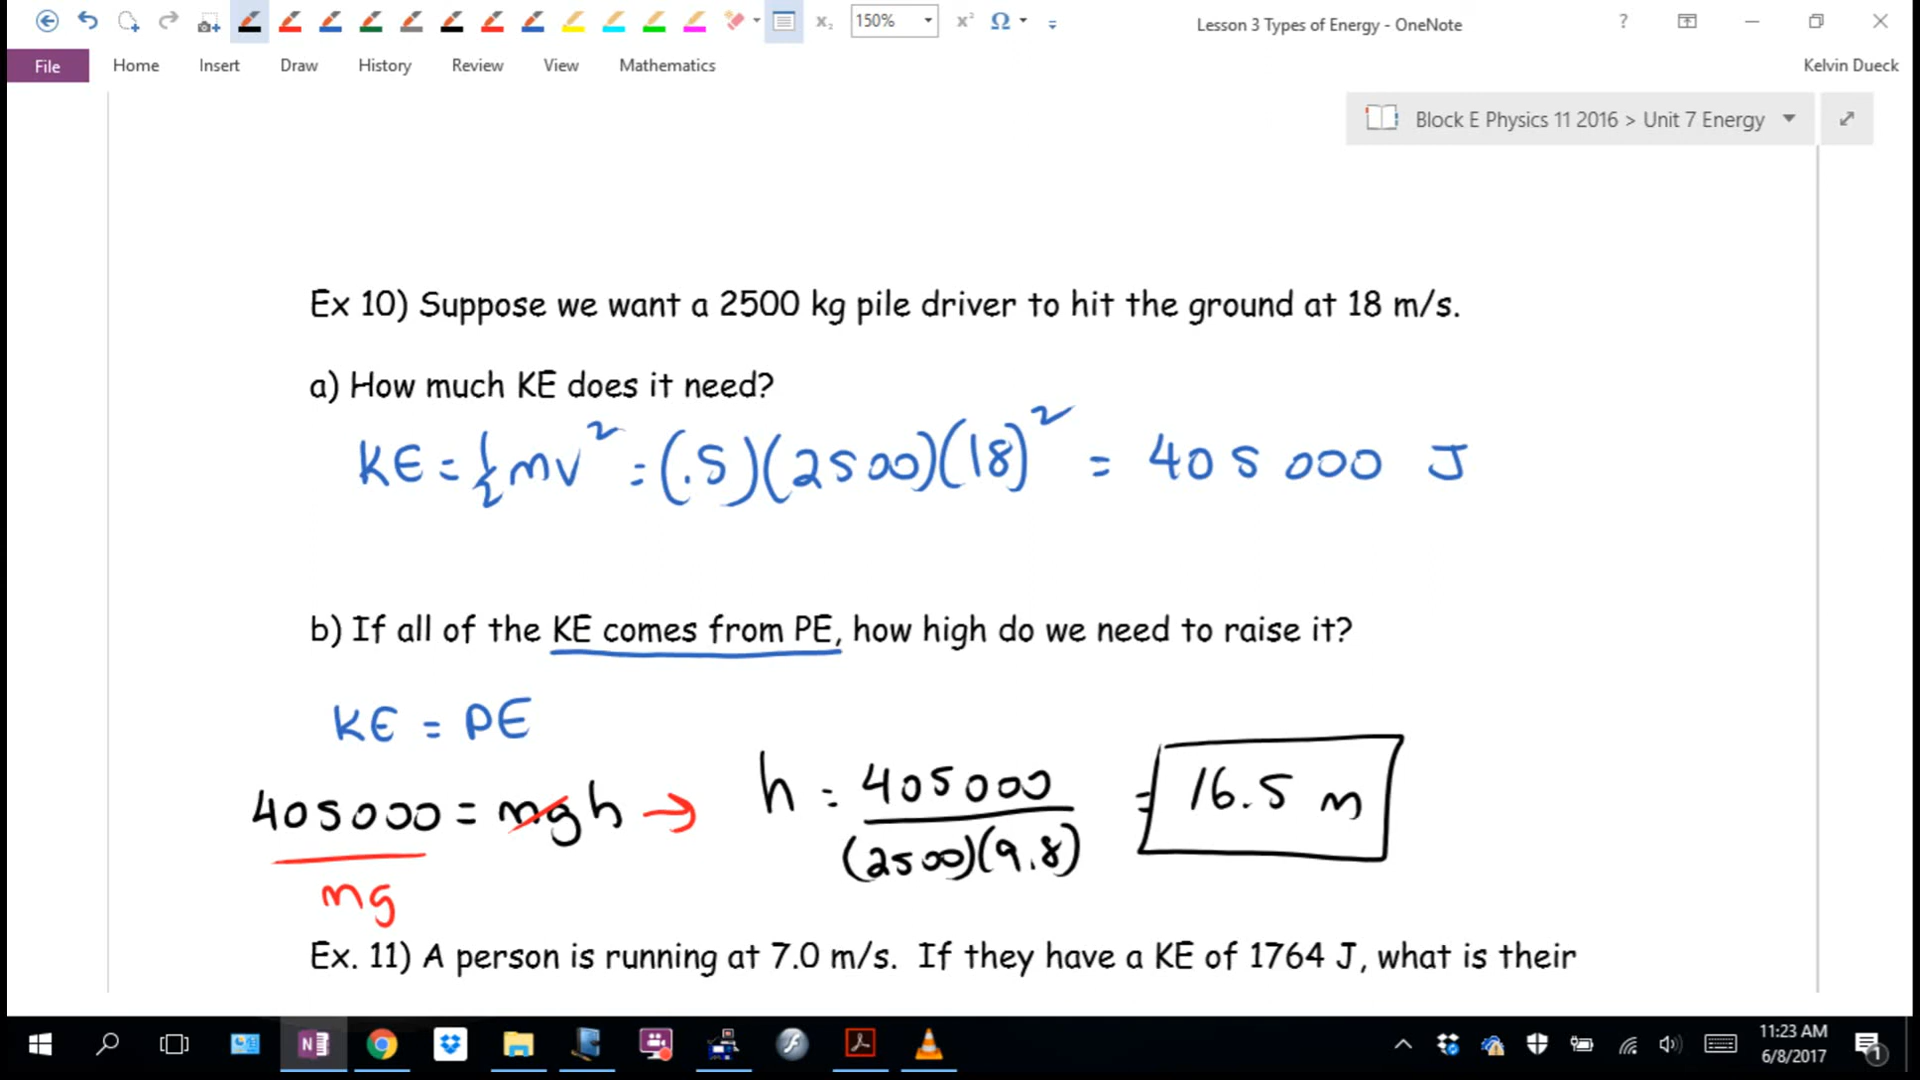 150%
Lesson 3 Types of Energy - OneNote
File Home Insert Draw History Review View Mathematics Kelvin Dueck
Block E Physics 11 2016 > Unit 7 Energy
Ex 10) Suppose we want a 2500 kg pile driver to hit the ground at 18 m/s.
a) How much KE does it need?
KE = ½mv² = (.5)(2500)(18)² = 405 000 J
b) If all of the KE comes from PE, how high do we need to raise it?
KE = PE
405000 = mgh →
mg
h = 405000
(2500)(9.8)
= 16.5 m
Ex. 11) A person is running at 7.0 m/s. If they have a KE of 1764 J, what is their
11:23 AM
6/8/2017
1